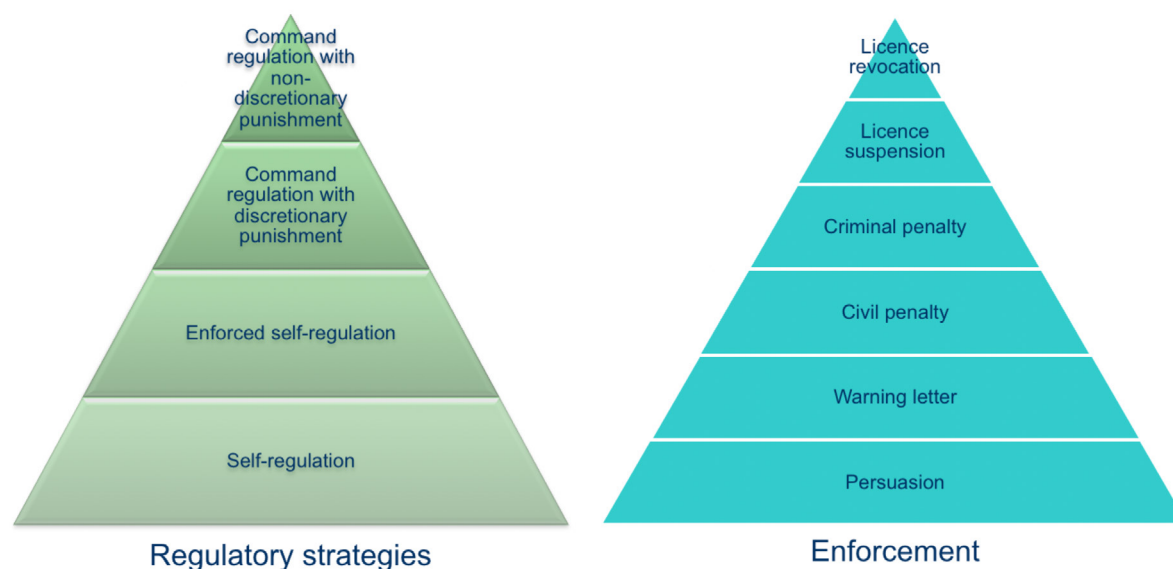 Command
regulation with
non-
discretionary
punishment
Command
regulation with
discretionary
punishment
Enforced self-regulation
Self-regulation
Regulatory strategies
Licence
revocation
Licence
suspension
Criminal penalty
Civil penalty
Warning letter
Persuasion
Enforcement